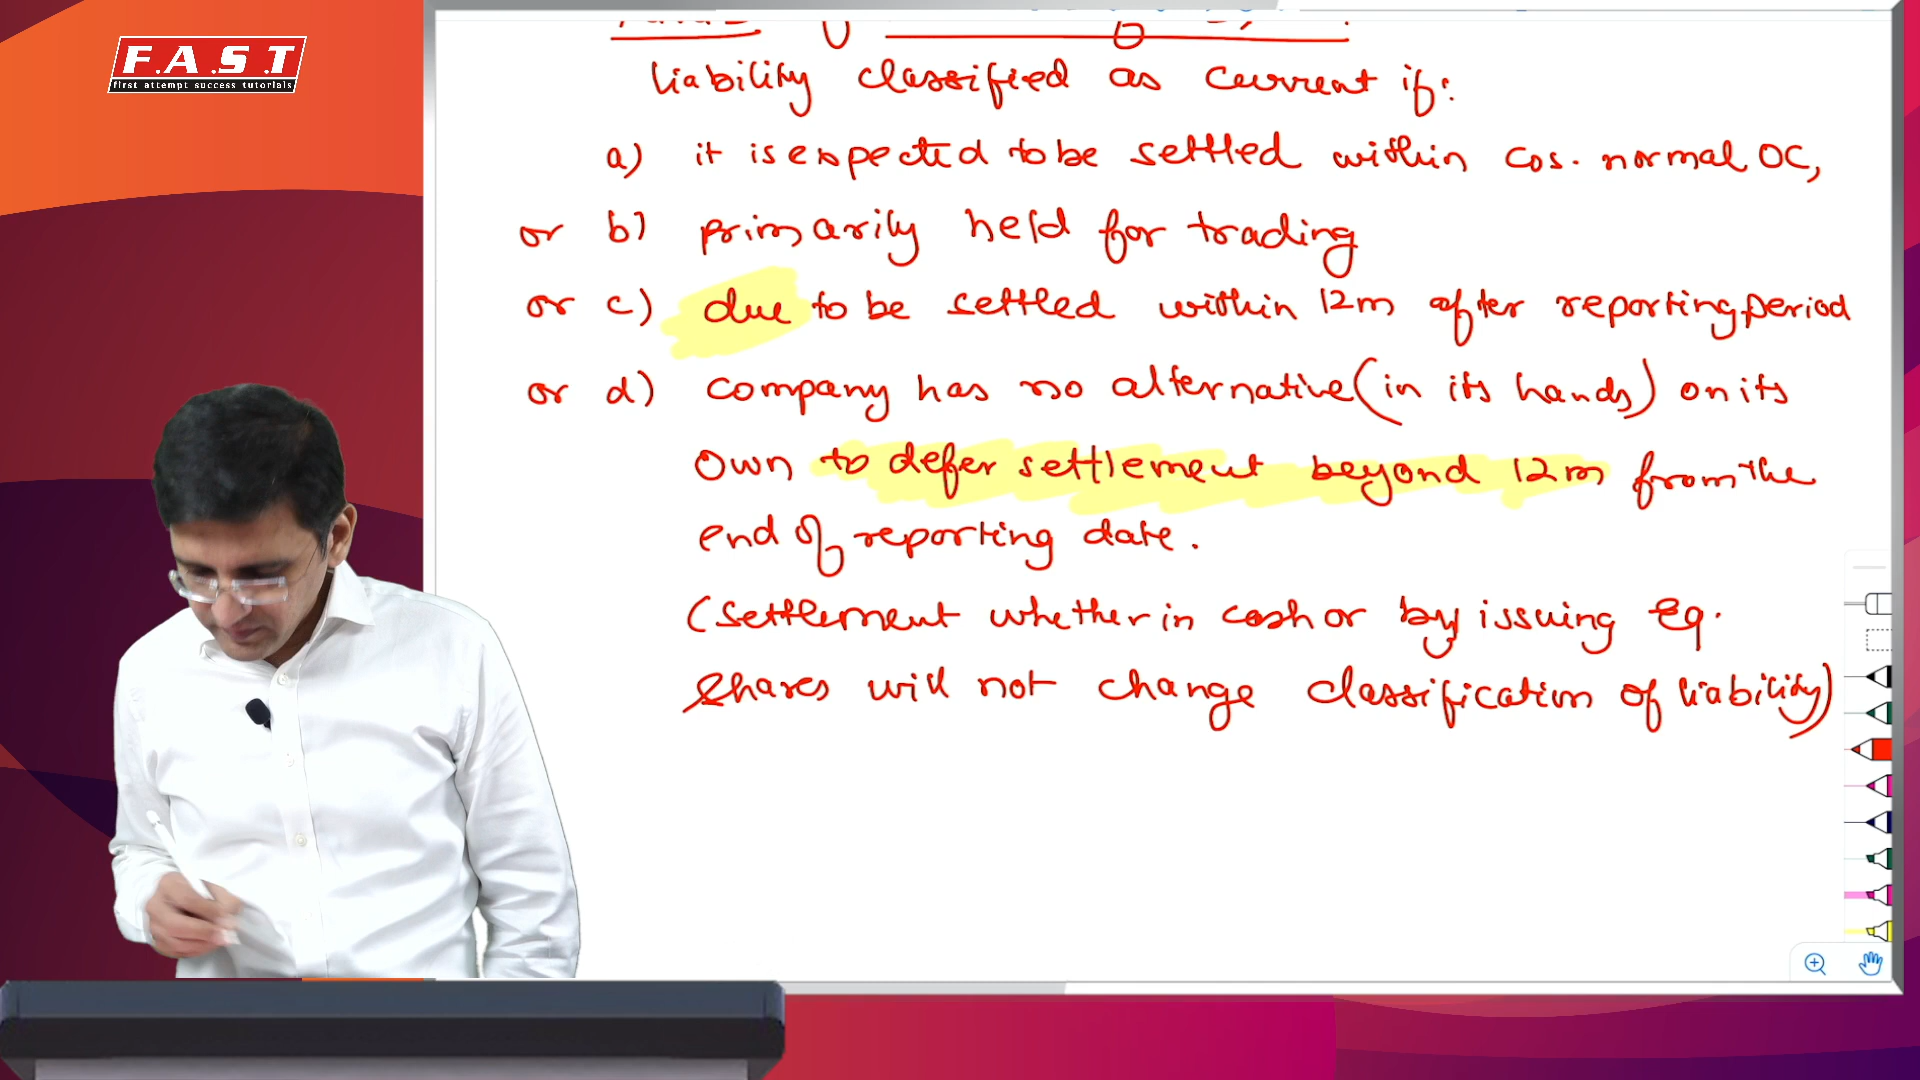 F.A.S.T
first attempt success tutorials
liability classified as current if:
a) it is expected to be settled within cos. normal OC,
or b) primarily held for trading
or c) due to be settled within 12m after reporting period
or d) company has no alternative (in its hands) on its
own to defer settlement beyond 12m from the
end of reporting date.
(settlement whether in cash or by issuing Eq.
shares will not change classification of liability)